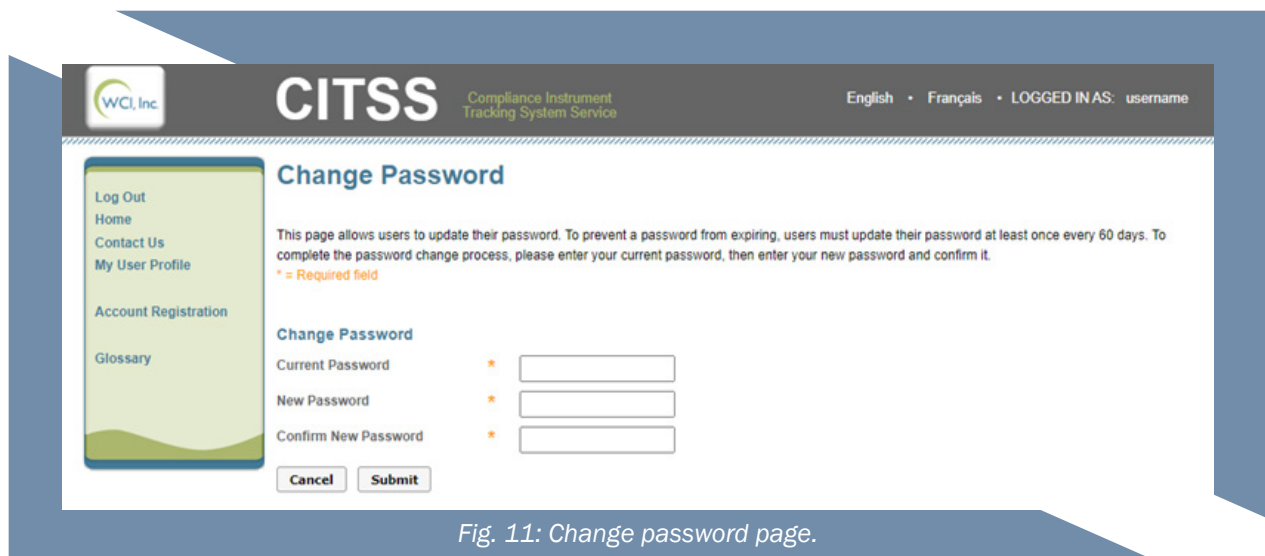 WCI, Inc.
CITSS
Compliance Instrument
Tracking System Service
English • Français • LOGGED IN AS: username
Log Out
Home
Contact Us
My User Profile
Account Registration
Glossary
Change Password
This page allows users to update their password. To prevent a password from expiring, users must update their password at least once every 60 days. To
complete the password change process, please enter your current password, then enter your new password and confirm it.
* = Required field
Change Password
Current Password *
New Password *
Confirm New Password *
Cancel Submit
Fig. 11: Change password page.